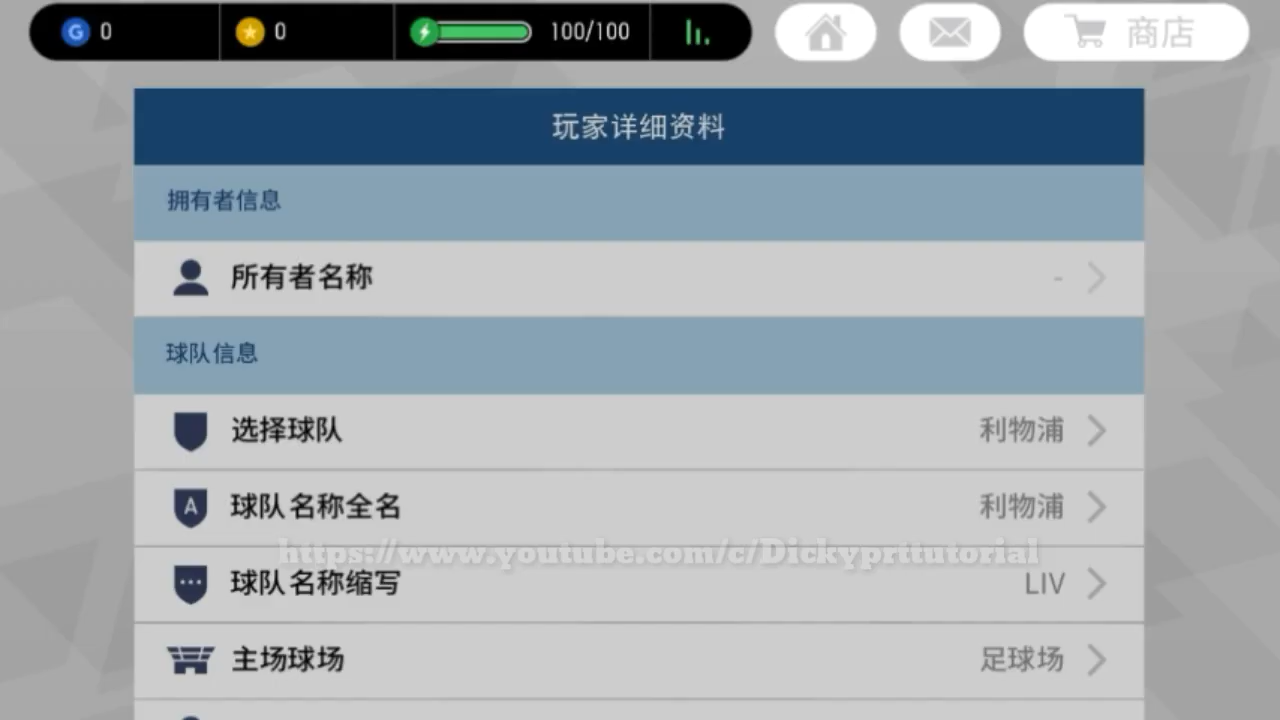 G 0 0 100/100 商店
玩家详细资料
拥有者信息
所有者名称 -
球队信息
选择球队 利物浦
A 球队名称全名 利物浦
https://www.youtube.com/c/Dickyprttutorial
球队名称缩写 LIV
主场球场 足球场